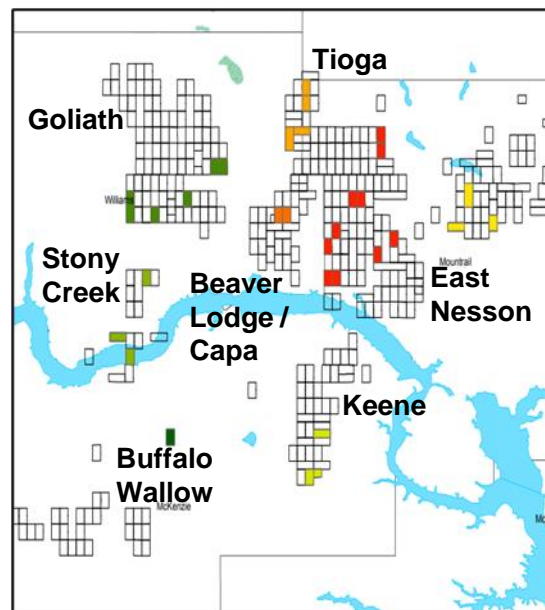 Tioga
Goliath
Williams
Stony
Creek
Beaver
Lodge /
Capa
Mountrail
East
Nesson
Keene
Buffalo
Wallow
McKenzie